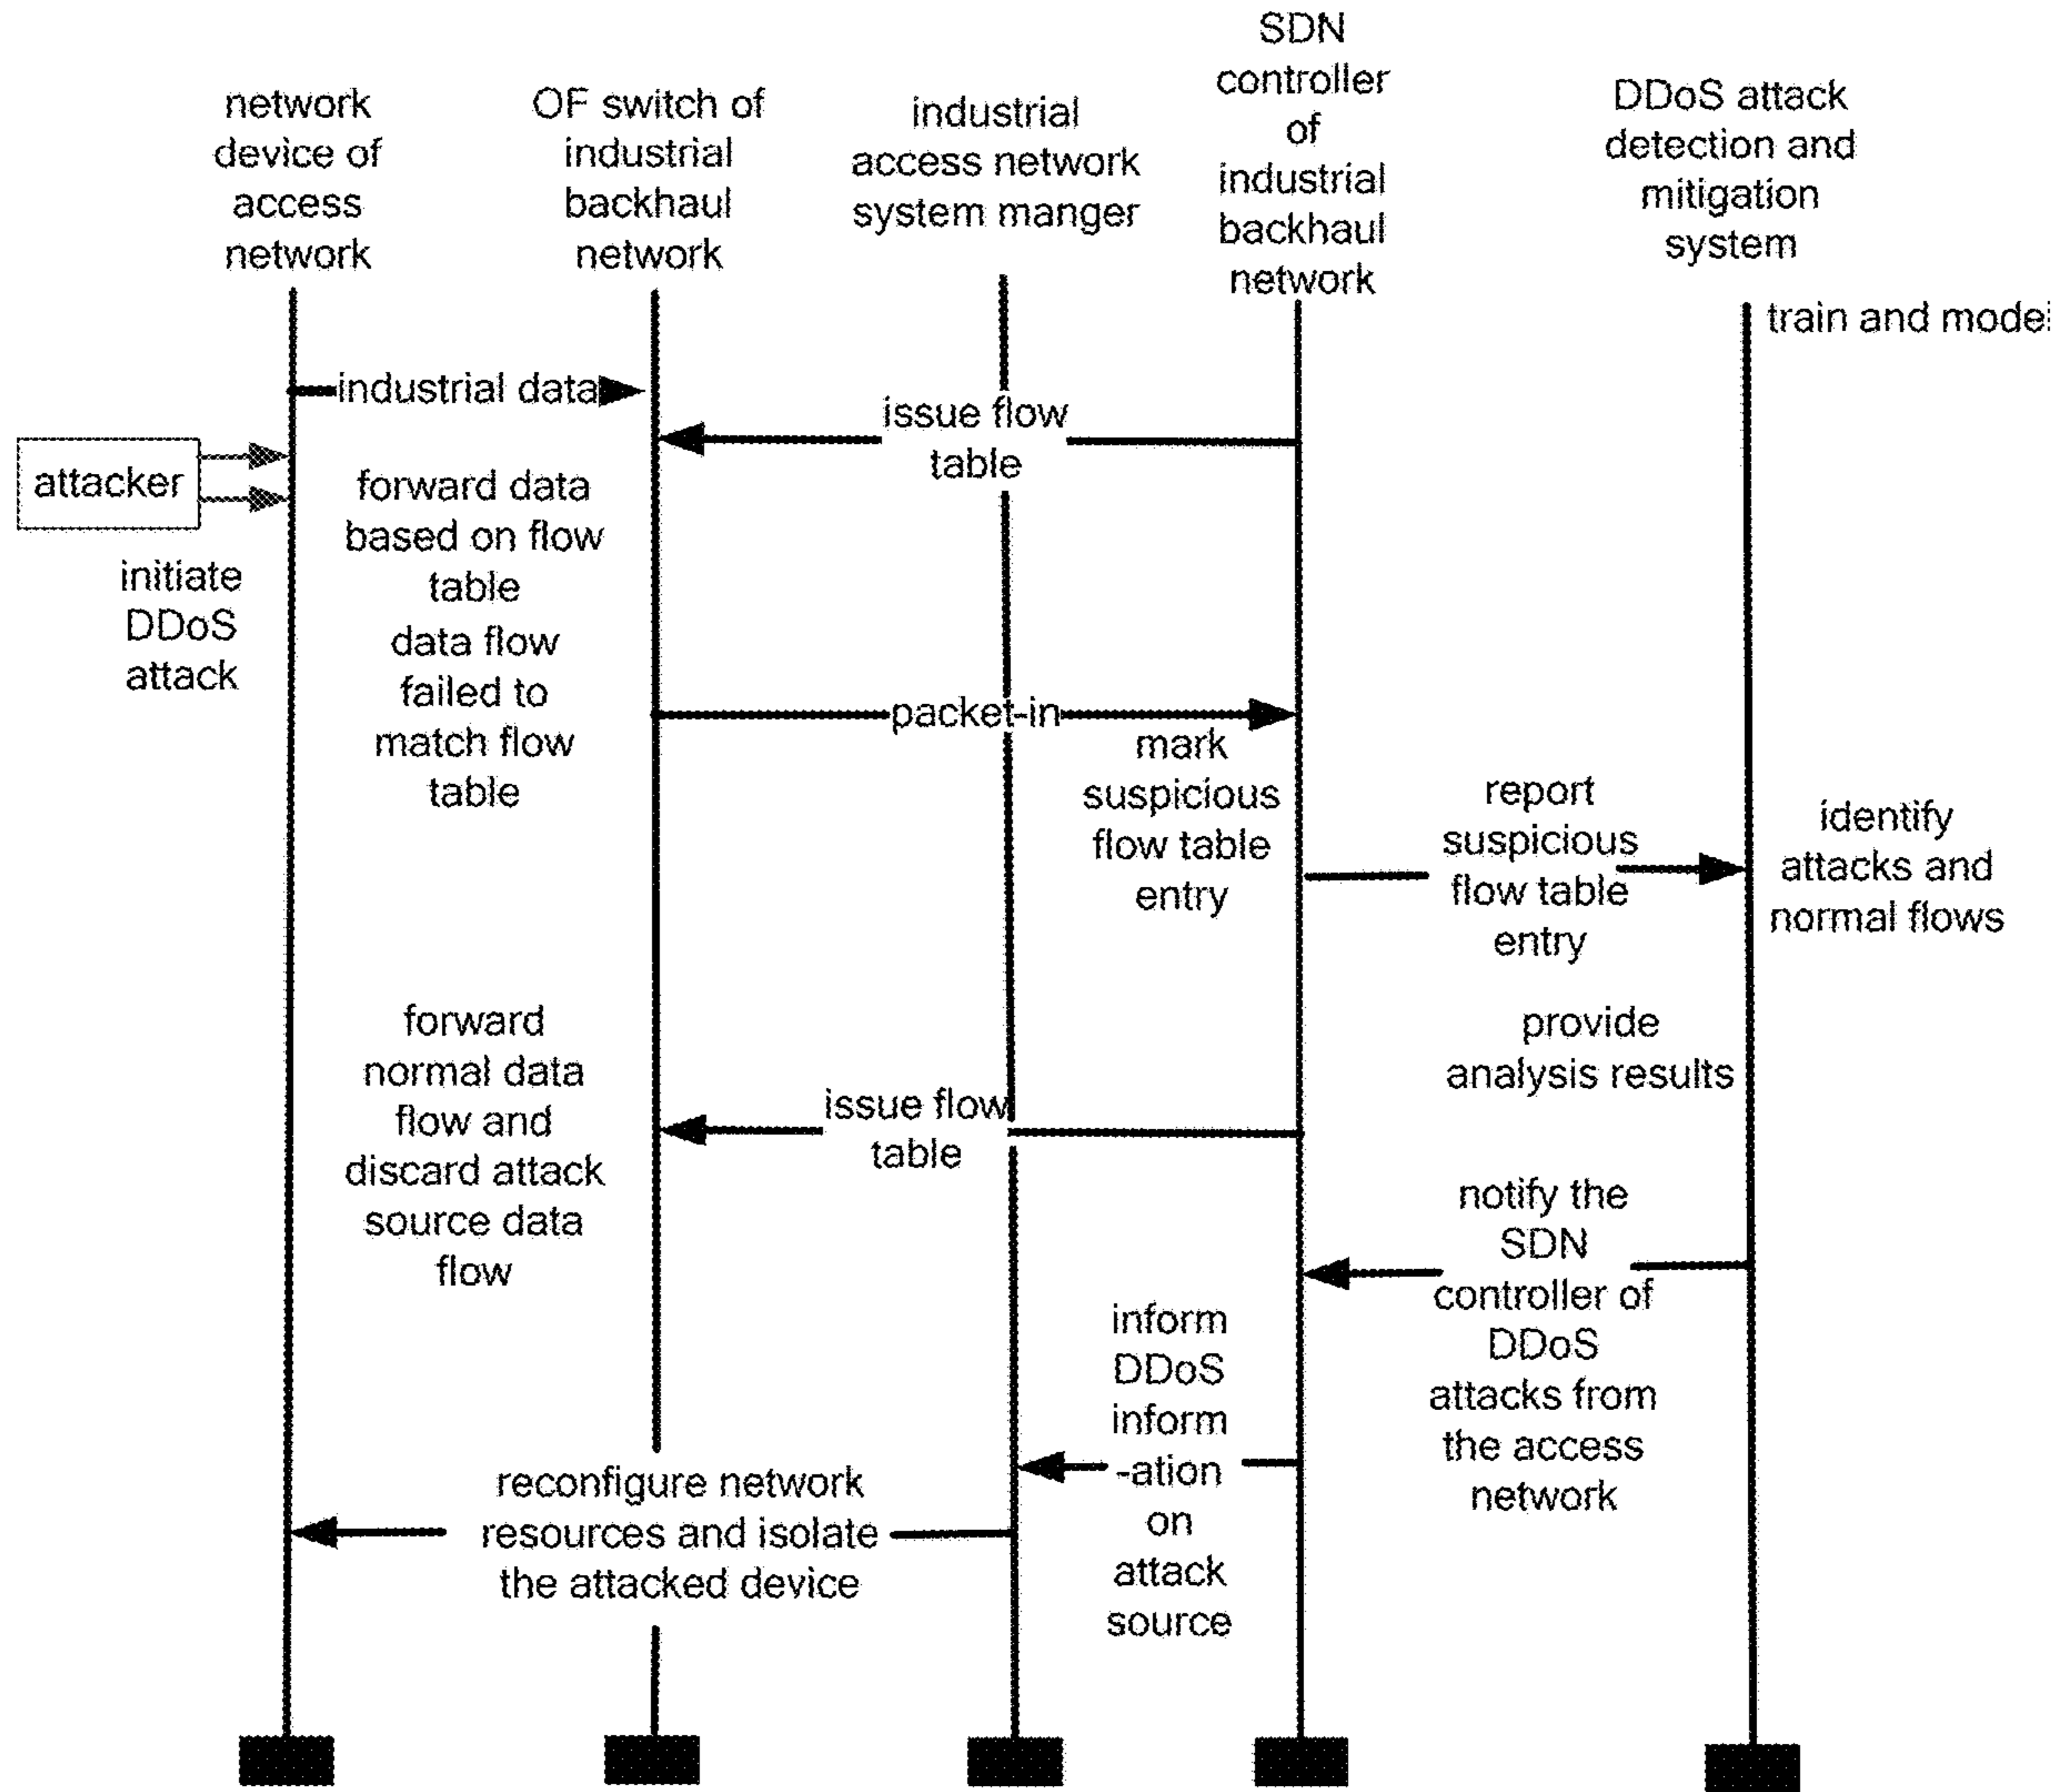 network
device of
access
network
OF switch of
industrial
backhaul
network
industrial
access network
system manger
SDN
controller
of
industrial
backhaul
network
DDoS attack
detection and
mitigation
system
train and model
industrial data
issue flow
table
attacker
initiate
DDoS
attack
forward data
based on flow
table
data flow
failed to
match flow
table
packet-in
mark
suspicious
flow table
entry
report
suspicious
flow table
entry
identify
attacks and
normal flows
provide
analysis results
forward
normal data
flow and
discard attack
source data
flow
issue flow
table
notify the
SDN
controller of
DDoS
attacks from
the access
network
inform
DDoS
inform
-ation
on
attack
source
reconfigure network
resources and isolate
the attacked device